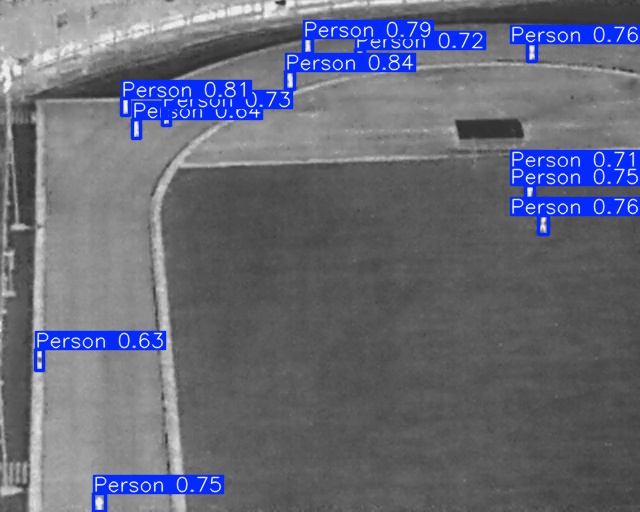 Person 0.79
Person 0.72
Person 0.76
Person 0.84
Person 0.81
Person 0.73
Person 0.64
Person 0.71
Person 0.75
Person 0.76
Person 0.63
Person 0.75